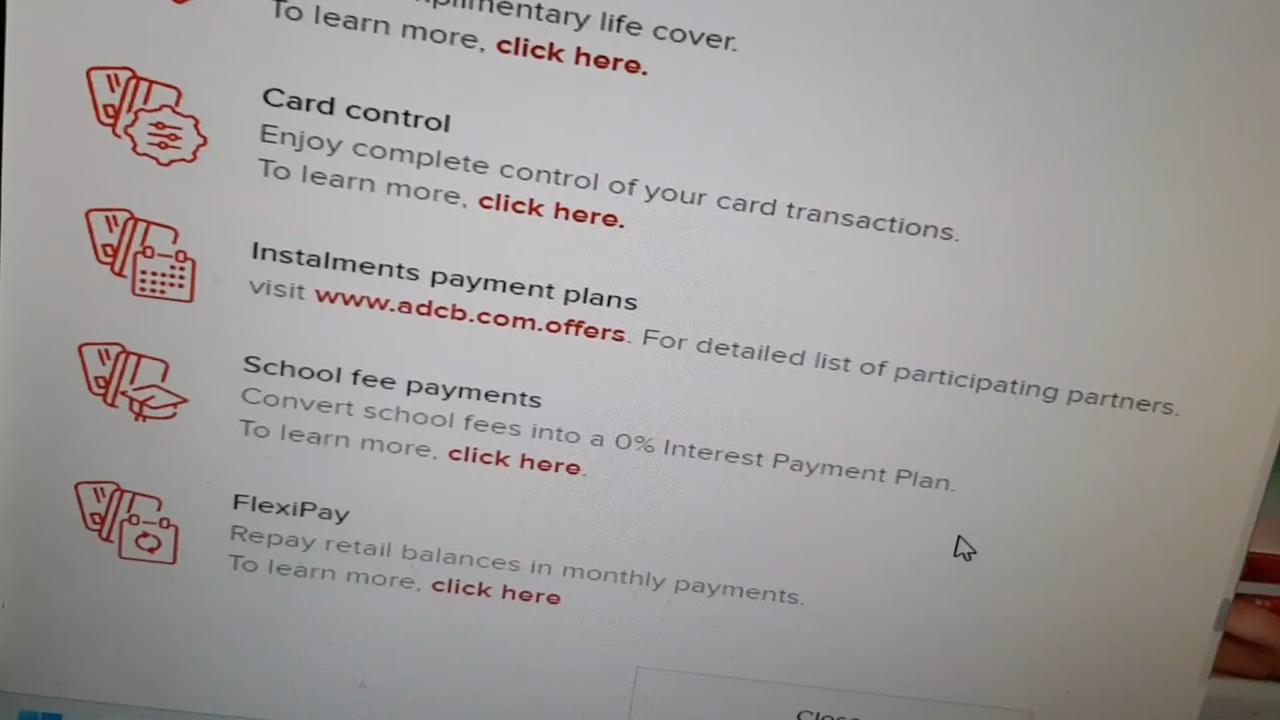 life cover.
To learn more, click here.
Card control
Enjoy complete control of your card transactions.
To learn more, click here.
Instalments payment plans
visit www.adcb.com.offers. For detailed list of participating partners.
School fee payments
Convert school fees into a 0% Interest Payment Plan.
To learn more, click here.
FlexiPay
Repay retail balances in monthly payments.
To learn more, click here